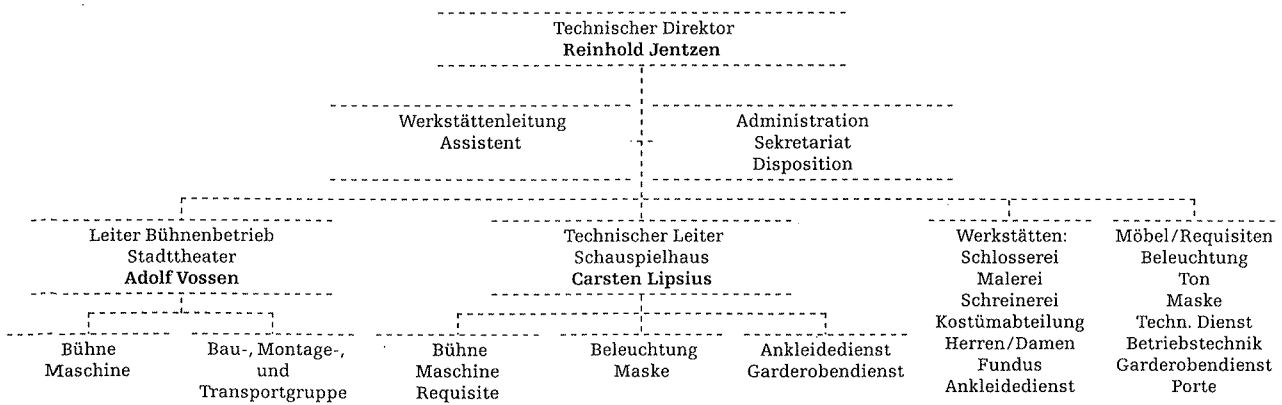 Technischer Direktor
Reinhold Jentzen
Werkstättenleitung
Assistent
Administration
Sekretariat
Disposition
Leiter Bühnenbetrieb
Stadttheater
Adolf Vossen
Technischer Leiter
Schauspielhaus
Carsten Lipsius
Werkstätten:
Schlosserei
Malerei
Schreinerei
Kostümabteilung
Herren/Damen
Fundus
Ankleidedienst
Möbel/Requisiten
Beleuchtung
Ton
Maske
Techn. Dienst
Betriebstechnik
Garderobendienst
Porte
Bühne
Maschine
Bau-, Montage-,
und
Transportgruppe
Bühne
Maschine
Requisite
Beleuchtung
Maske
Ankleidedienst
Garderobendienst